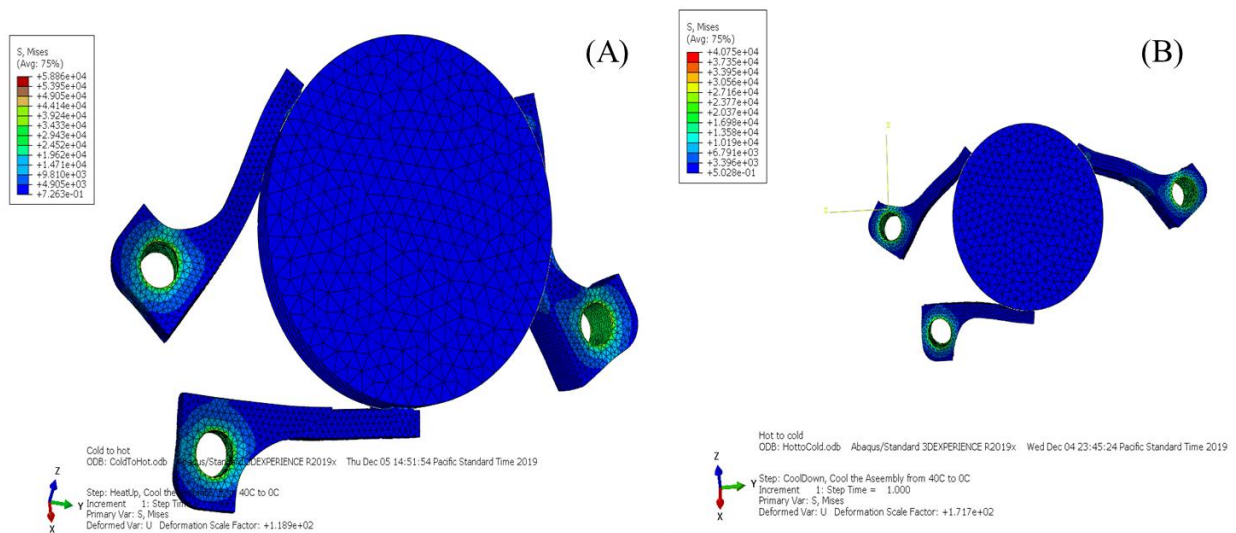 (A)
S, Mises
(Avg: 75%)
+5.886e+04
+5.395e+04
+4.905e+04
+4.414e+04
+3.924e+04
+3.433e+04
+2.943e+04
+2.452e+04
+1.962e+04
+1.471e+04
+9.810e+03
+4.905e+03
+7.263e-01
Cold to hot
ODB: ColdToHot.odb Abaqus/Standard 3DEXPERIENCE R2019x Thu Dec 05 14:51:54 Pacific Standard Time 2019
Z
Y
X
Step: HeatUp, Cool the from 40C to 0C
Increment 1: Step
Primary Var: S, Mises
Deformed Var: U Deformation Scale Factor: +1.189e+02
(B)
S, Mises
(Avg: 75%)
+4.075e+04
+3.735e+04
+3.395e+04
+3.056e+04
+2.716e+04
+2.377e+04
+2.037e+04
+1.698e+04
+1.358e+04
+1.019e+04
+6.791e+03
+3.396e+03
+5.028e-01
Hot to cold
ODB: HottoCold.odb Abaqus/Standard 3DEXPERIENCE R2019x Wed Dec 04 23:45:24 Pacific Standard Time 2019
Z
Y
X
Step: CoolDown, Cool the Aseembly from 40C to 0C
Increment 1: Step Time = 1.000
Primary Var: S, Mises
Deformed Var: U Deformation Scale Factor: +1.717e+02